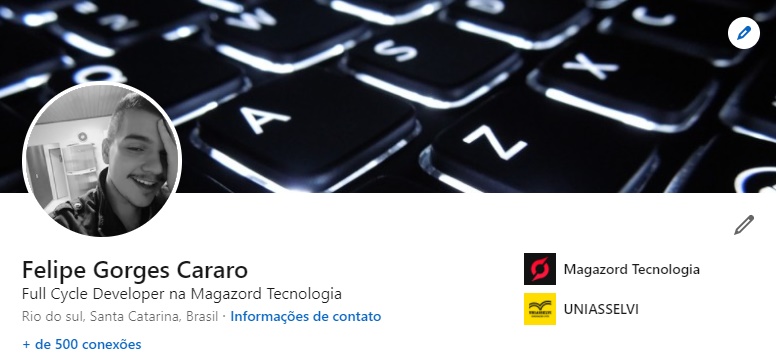 Q
A
S
Z
X
C
Felipe Gorges Cararo
Full Cycle Developer na Magazord Tecnologia
Rio do sul, Santa Catarina, Brasil · Informações de contato
+ de 500 conexões
Magazord Tecnologia
UNIASSELVI
UNIASSELVI